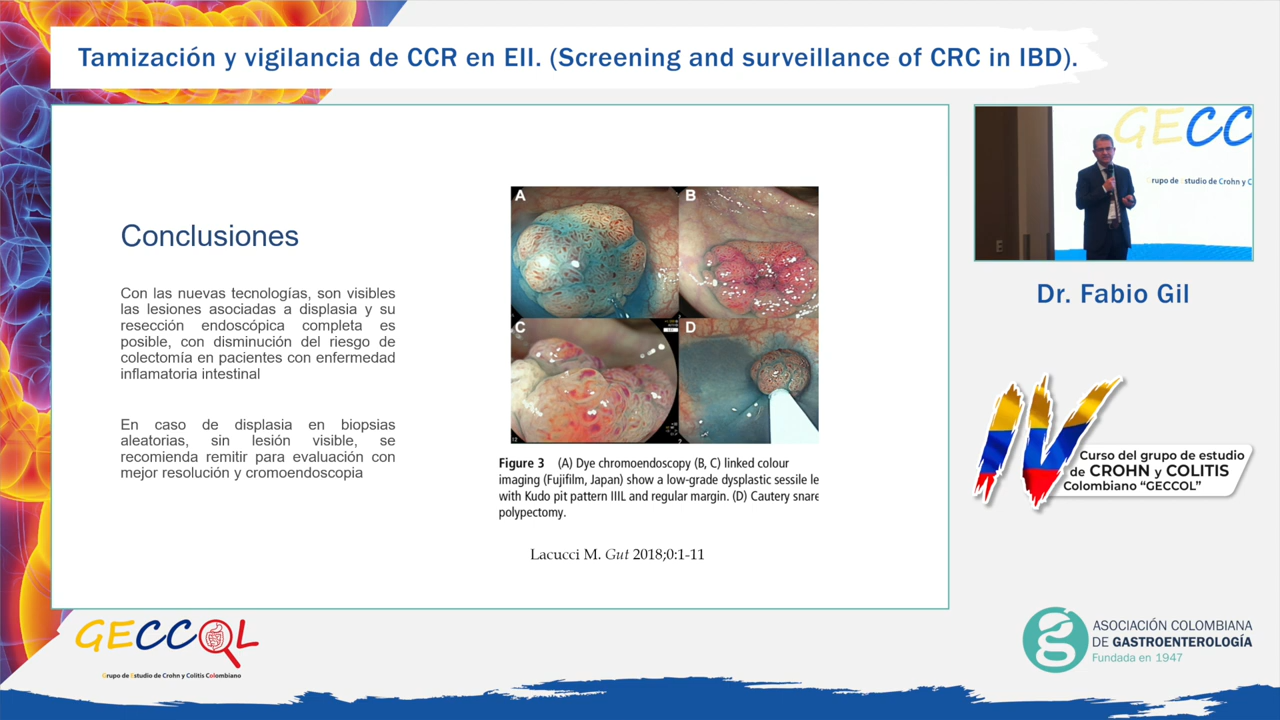 Tamización y vigilancia de CCR en EII. (Screening and surveillance of CRC in IBD).
Conclusiones
Con las nuevas tecnologías, son visibles
las lesiones asociadas a displasia y su
resección endoscópica completa es
posible, con disminución del riesgo de
colectomía en pacientes con enfermedad
inflamatoria intestinal
En caso de displasia en biopsias
aleatorias, sin lesión visible, se
recomienda remitir para evaluación con
mejor resolución y cromoendoscopia
A
B
C
D
Figure 3 (A) Dye chromoendoscopy (B, C) linked colour
imaging (Fujifilm, Japan) show a low-grade dysplastic sessile le
with Kudo pit pattern IIIL and regular margin. (D) Cautery snare
polypectomy.
Lacucci M. Gut 2018;0:1-11
GECC
rupo de studio de Crohn y C
Dr. Fabio Gil
IV
Curso del grupo de estudio
de CROHN y COLITIS
Colombiano "GECCOL"
GECCOL
Grupo de Estudio de Crohn y Colitis Colombiano
ASOCIACIÓN COLOMBIANA
DE GASTROENTEROLOGÍA
Fundada en 1947